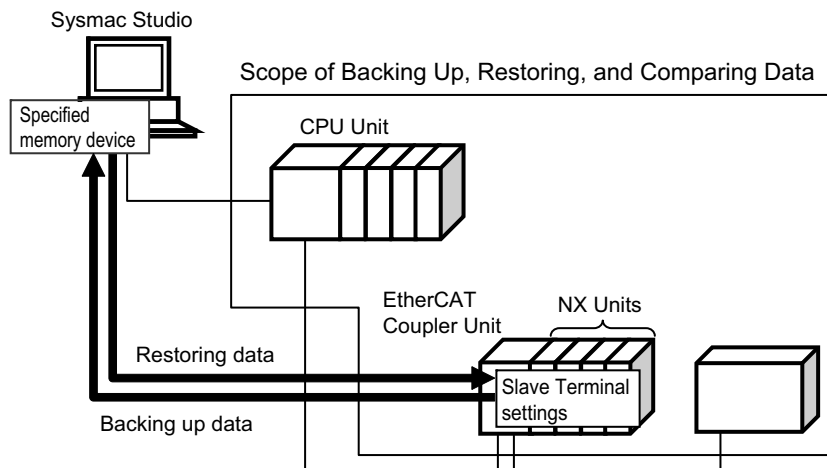 Sysmac Studio
Specified
memory device
Scope of Backing Up, Restoring, and Comparing Data
CPU Unit
EtherCAT
Coupler Unit
NX Units
Restoring data
Slave Terminal
settings
Backing up data